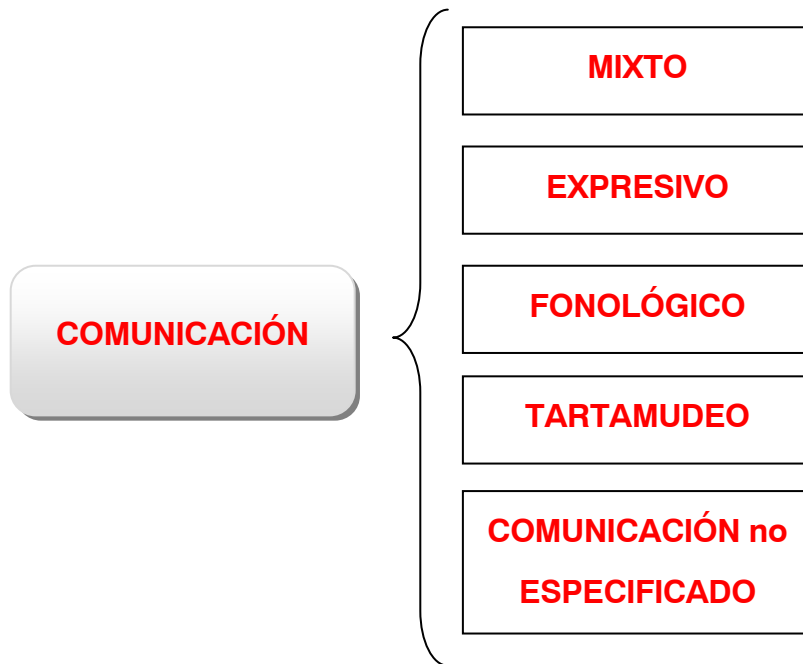 MIXTO
EXPRESIVO
FONOLÓGICO
COMUNICACIÓN
TARTAMUDEO
COMUNICACIÓN no
ESPECIFICADO